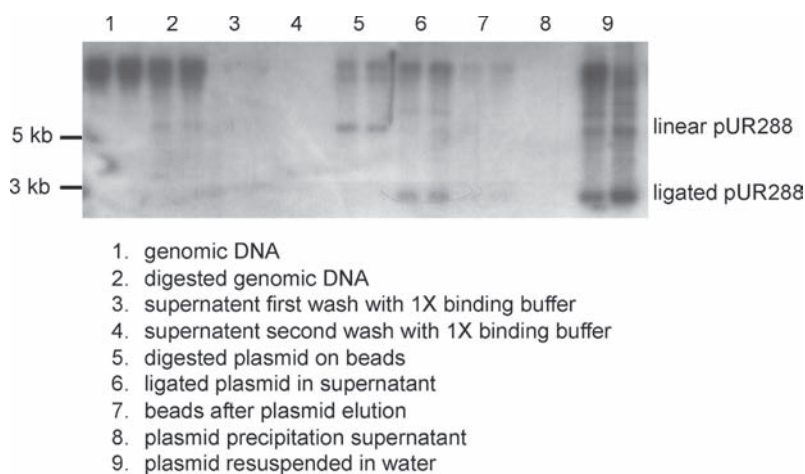 1 2 3 4 5 6 7 8 9
5 kb
linear pUR288
3 kb
ligated pUR288
1. genomic DNA
2. digested genomic DNA
3. supernatent first wash with 1X binding buffer
4. supernatent second wash with 1X binding buffer
5. digested plasmid on beads
6. ligated plasmid in supernatant
7. beads after plasmid elution
8. plasmid precipitation supernatant
9. plasmid resuspended in water